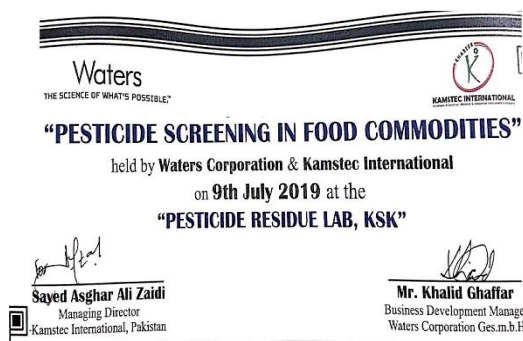 Waters
THE SCIENCE OF WHAT'S POSSIBLE.™
KHADERS
K
KAMSTEC INTERNATIONAL
"PESTICIDE SCREENING IN FOOD COMMODITIES"
held by Waters Corporation & Kamstec International
on 9th July 2019 at the
"PESTICIDE RESIDUE LAB, KSK"
Sayed Asghar Ali Zaidi
Managing Director
Kamstec International, Pakistan
Mr. Khalid Ghaffar
Business Development Manage
Waters Corporation Ges.m.b.H